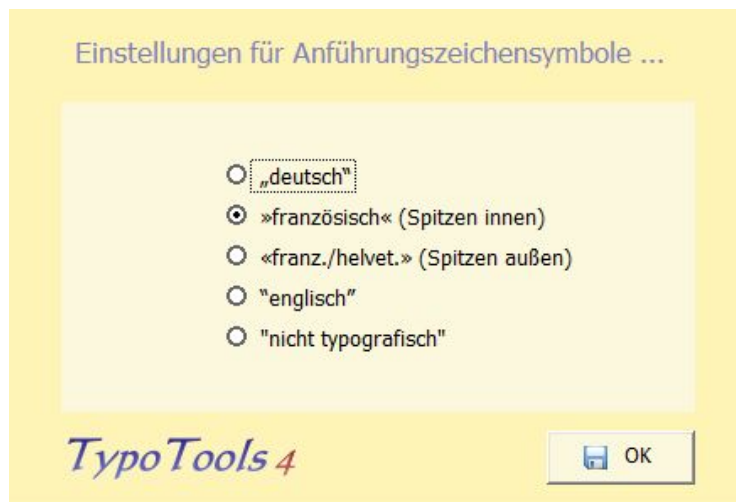 Einstellungen für Anführungszeichensymbole ...
„deutsch“
»französisch« (Spitzen innen)
«franz./helvet.» (Spitzen außen)
“englisch”
"nicht typografisch"
TypoTools 4
OK